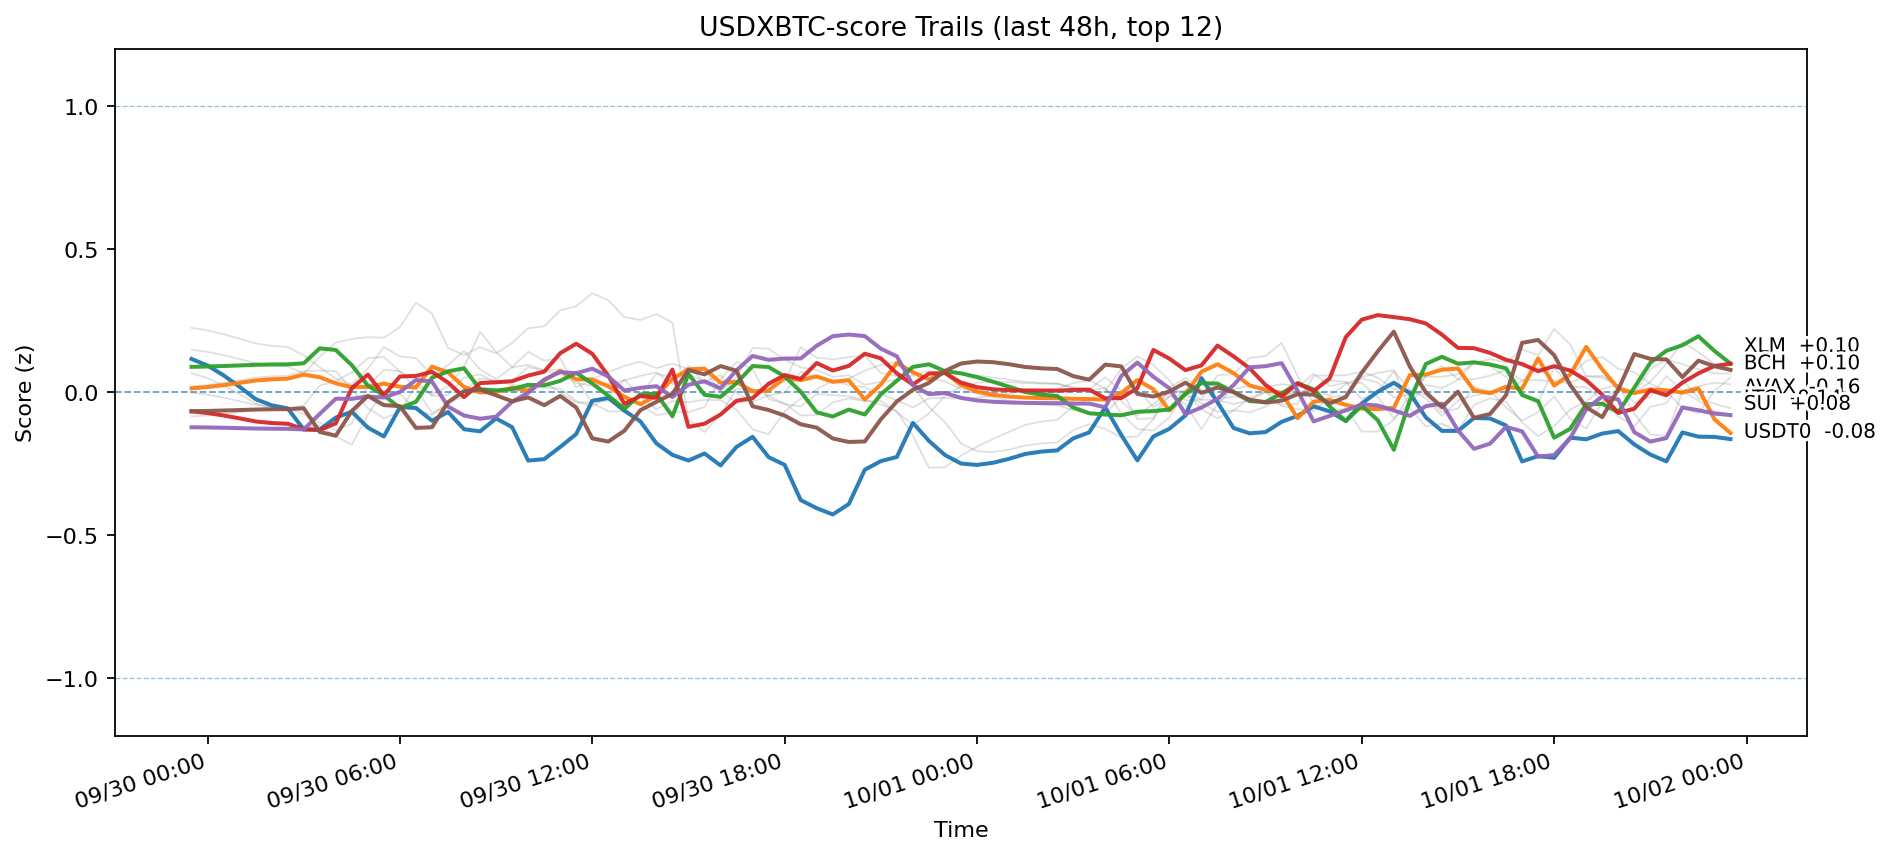 USDXBTC-score Trails (last 48h, top 12)
Score (z)
1.0
0.5
0.0
−0.5
−1.0
XLM +0.10
BCH +0.10
AVAX -0.16
SUI +0.08
USDT0 -0.08
09/30 00:00
09/30 06:00
09/30 12:00
09/30 18:00
10/01 00:00
10/01 06:00
10/01 12:00
10/01 18:00
10/02 00:00
Time